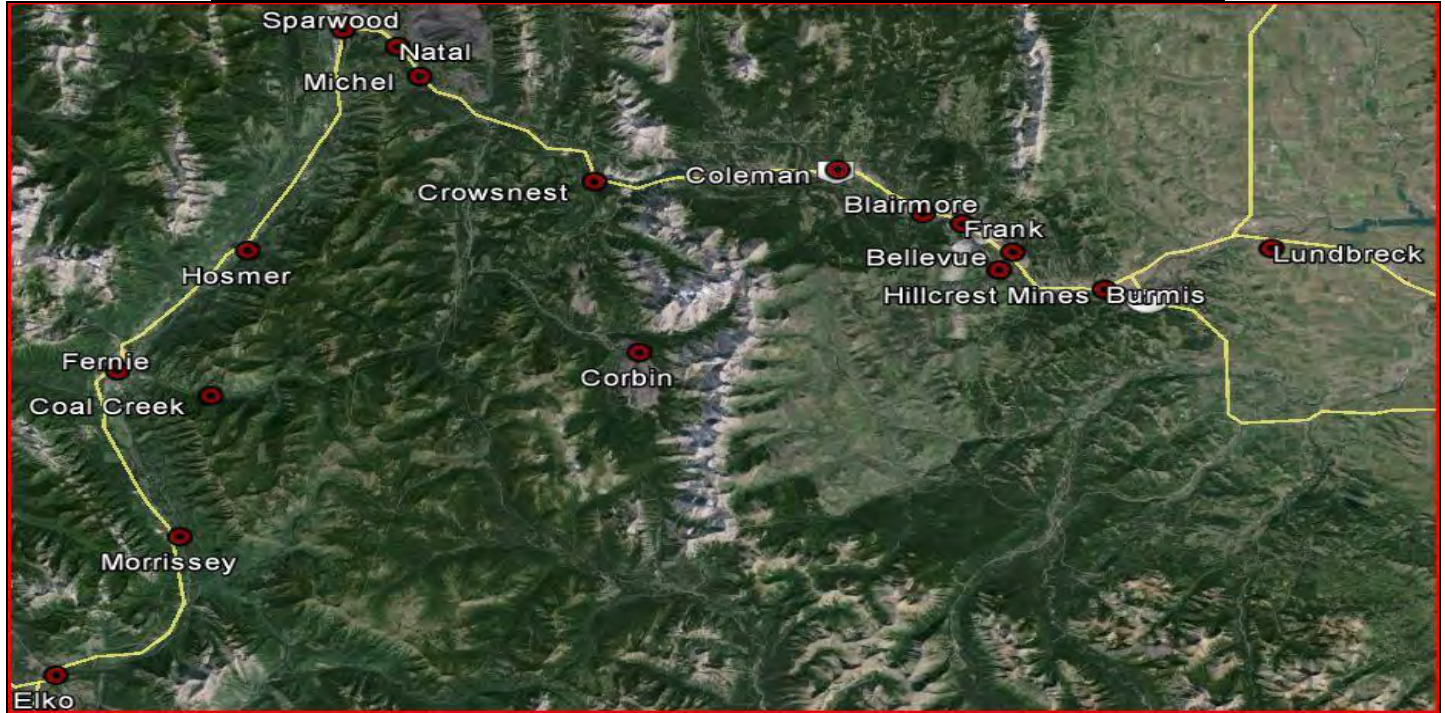 Sparwood
Natal
Michel
Coleman
Crowsnest
Blairmore
Frank
Bellevue
Lundbreck
Hosmer
Hillcrest Mines
Burmis
Fernie
Corbin
Coal Creek
Morrissey
Elko